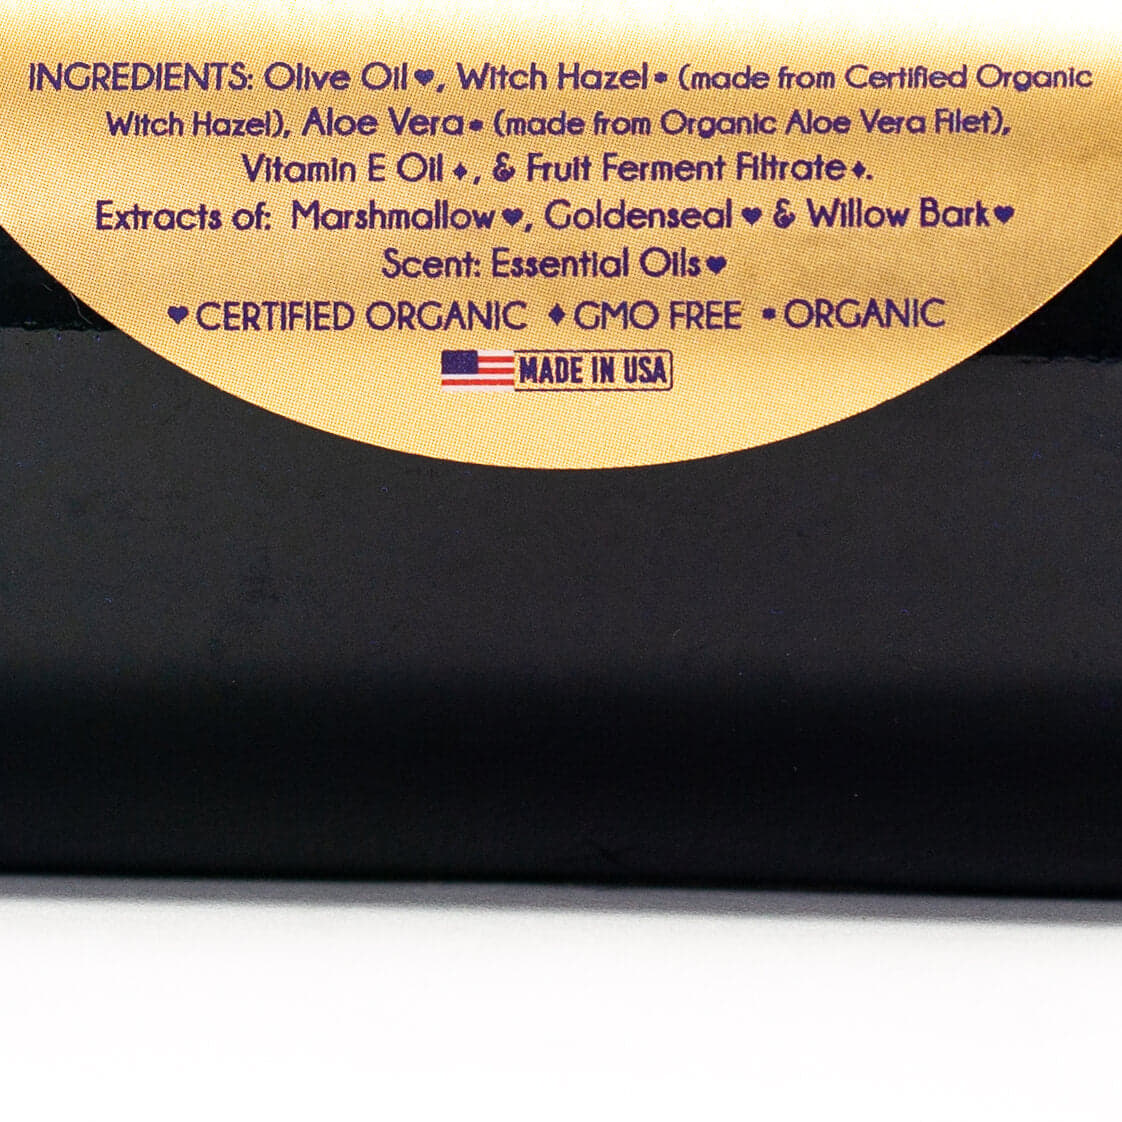 INGREDIENTS: Olive Oil♥, Witch Hazel• (made from Certified Organic
Witch Hazel), Aloe Vera• (made from Organic Aloe Vera Filet),
Vitamin E Oil ♦, & Fruit Ferment Filtrate♦.
Extracts of: Marshmallow♥, Goldenseal ♥ & Willow Bark♥
Scent: Essential Oils♥
♥ CERTIFIED ORGANIC ♦ GMO FREE • ORGANIC
MADE IN USA